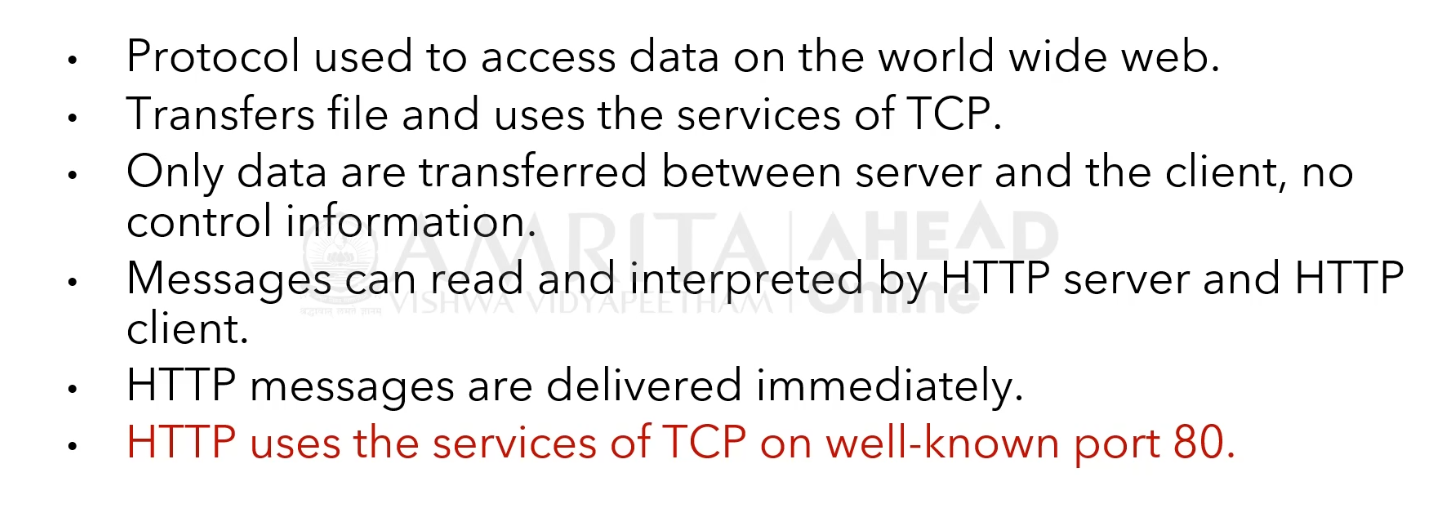 • Protocol used to access data on the world wide web.
• Transfers file and uses the services of TCP.
• Only data are transferred between server and the client, no
control information.
AMRITA AHEAD
• Messages can read and interpreted by HTTP server and HTTP
VISHWA VIDYAPEETHAM Online
client.
• HTTP messages are delivered immediately.
• HTTP uses the services of TCP on well-known port 80.